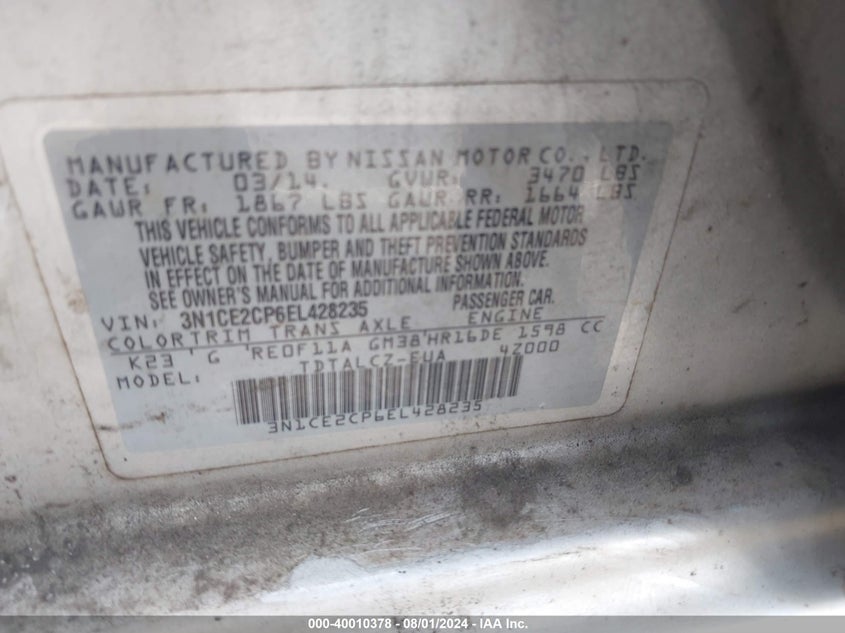 MANUFACTURED BY NISSAN MOTOR CO., LTD.
DATE: 03/14 GVWR: 3470 LBS
GAWR FR: 1867 LBS GAWR RR: 1664 LBS
THIS VEHICLE CONFORMS TO ALL APPLICABLE FEDERAL MOTOR
VEHICLE SAFETY, BUMPER AND THEFT PREVENTION STANDARDS
IN EFFECT ON THE DATE OF MANUFACTURE SHOWN ABOVE.
SEE OWNER'S MANUAL FOR ADDITIONAL INFORMATION.
VIN: 3N1CE2CP6EL428235 PASSENGER CAR.
COLOR TRIM TRANS AXLE ENGINE
K23 ' G 'RE0F11A GM38'HR16DE 1598 CC
MODEL: TDTALCZ-EUA 4Z000
3N1CE2CP6EL428235
000-40010378 - 08/01/2024 - IAA Inc.